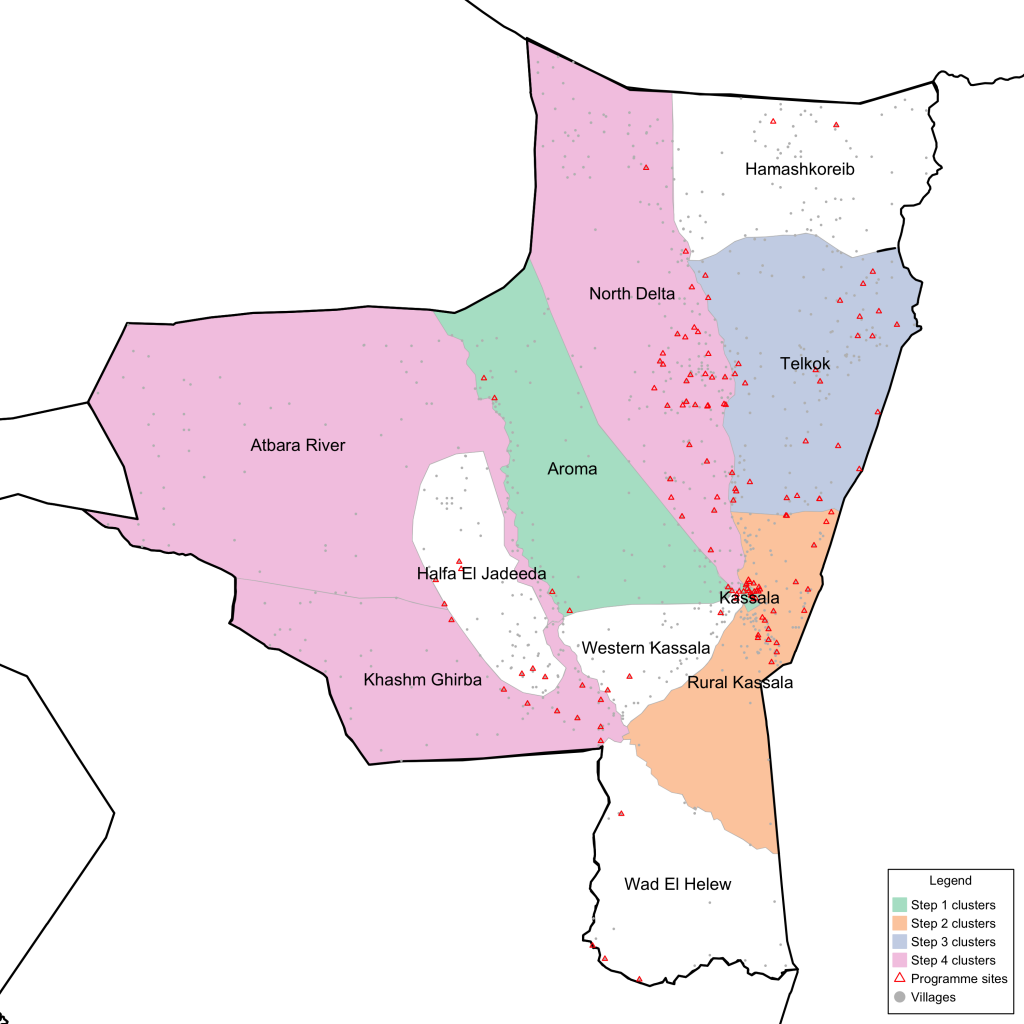 Hamashkoreib
North Delta
Telkok
Atbara River
Aroma
Halfa El Jadeeda
Kassala
Western Kassala
Khashm Ghirba
Rural Kassala
Wad El Helew
Legend
Step 1 clusters
Step 2 clusters
Step 3 clusters
Step 4 clusters
Programme sites
Villages